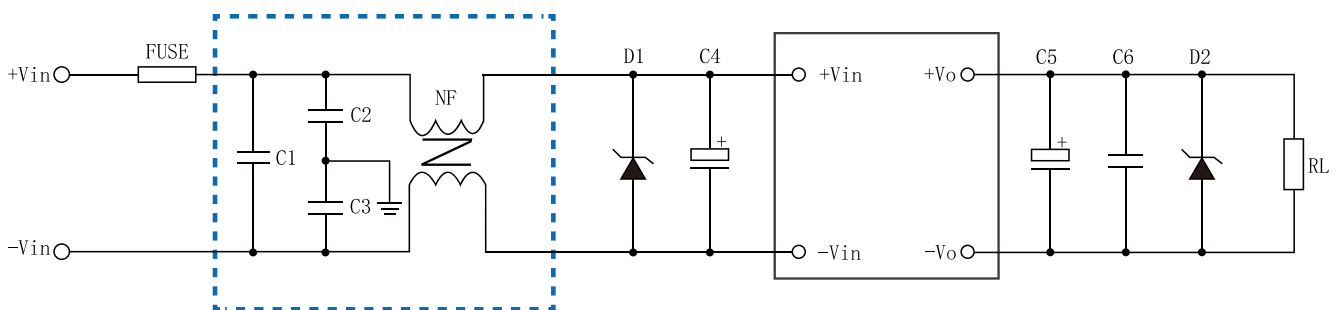 +Vin
FUSE
C1
C2
C3
NF
D1
C4
+
+Vin
+Vo
C5
+
C6
D2
RL
-Vin
-Vin
-Vo